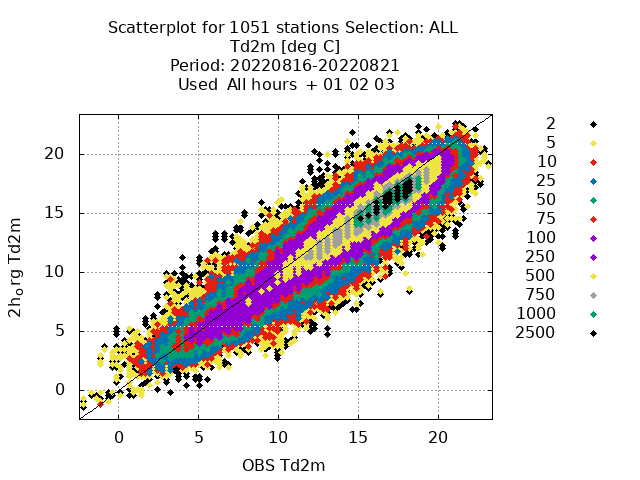 Scatterplot for 1051 stations Selection: ALL
Td2m [deg C]
Period: 20220816-20220821
Used All hours + 01 02 03
2
5
10
25
50
75
100
250
500
750
1000
2500
20
15
10
5
0
2horg Td2m
0 5 10 15 20
OBS Td2m